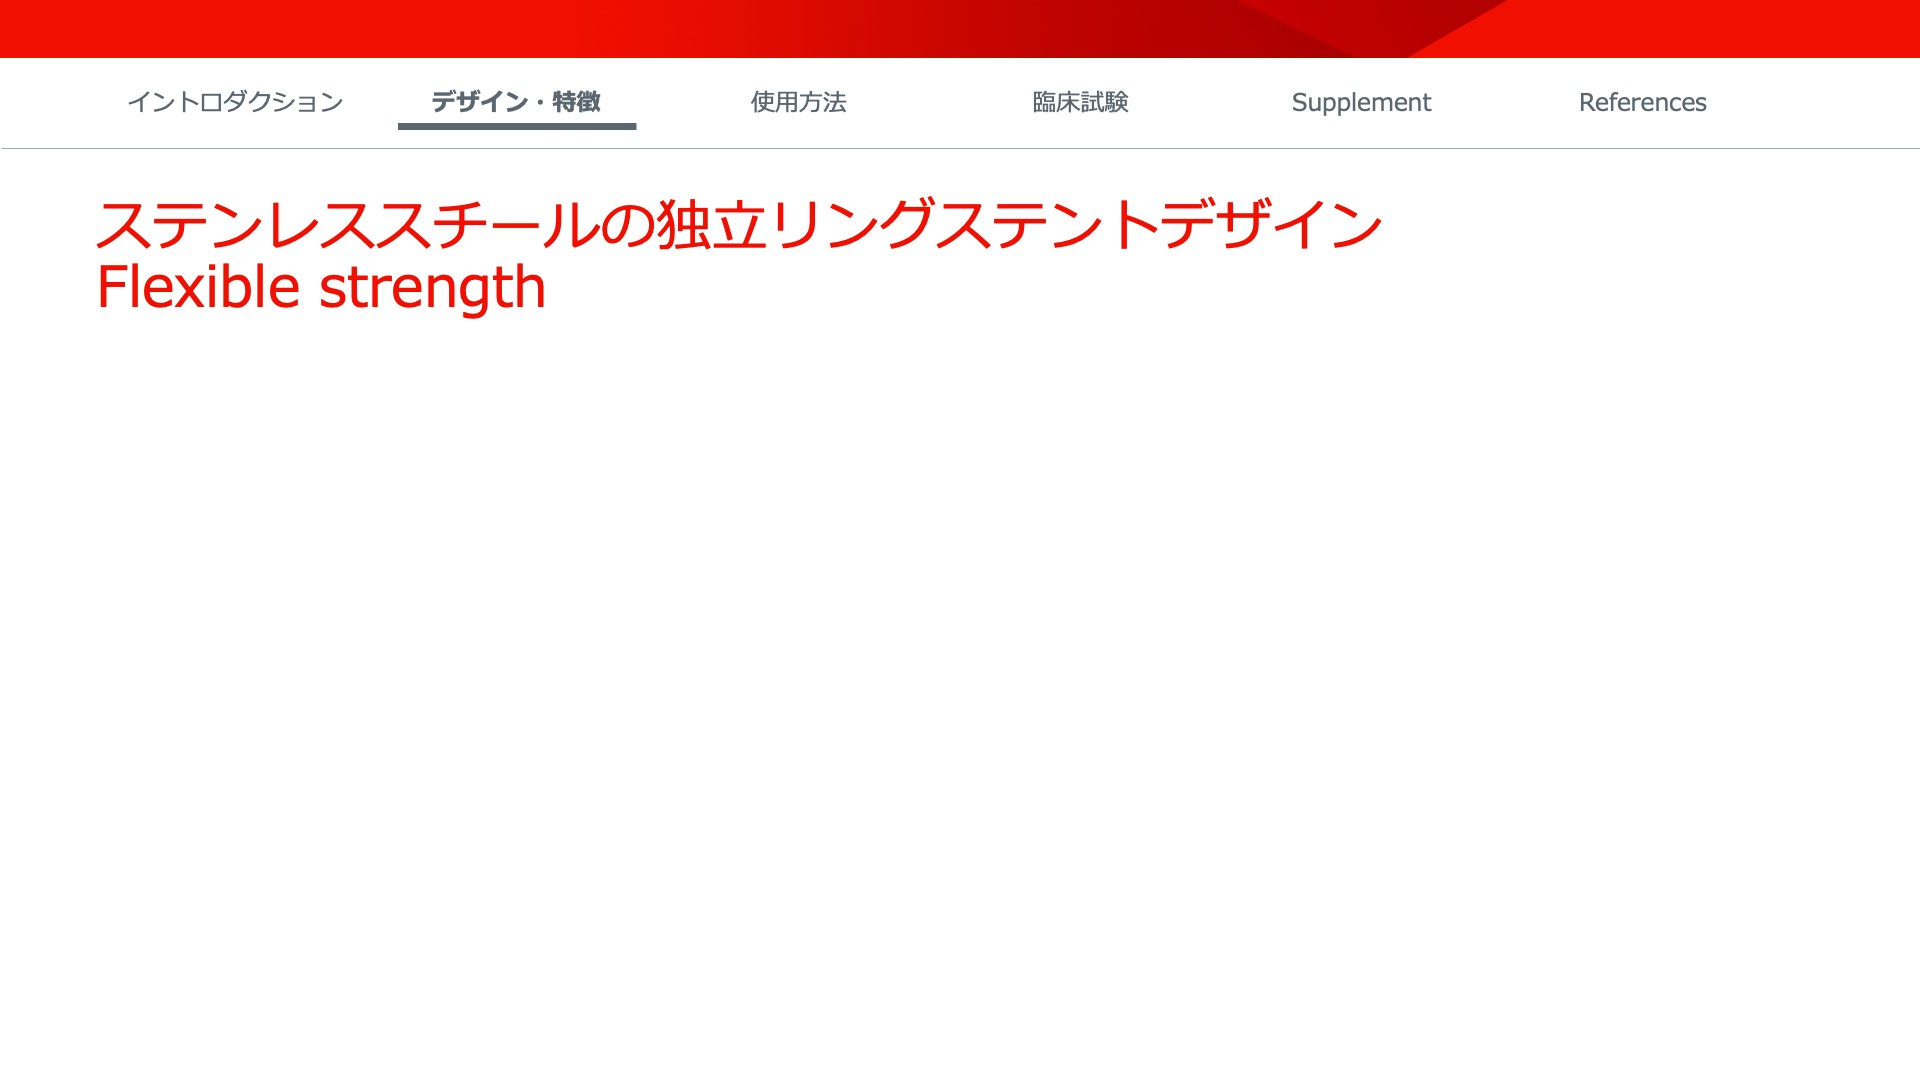 イントロダクション デザイン・特徴 使用方法 臨床試験 Supplement References
ステンレススチールの独立リングステントデザイン
Flexible strength